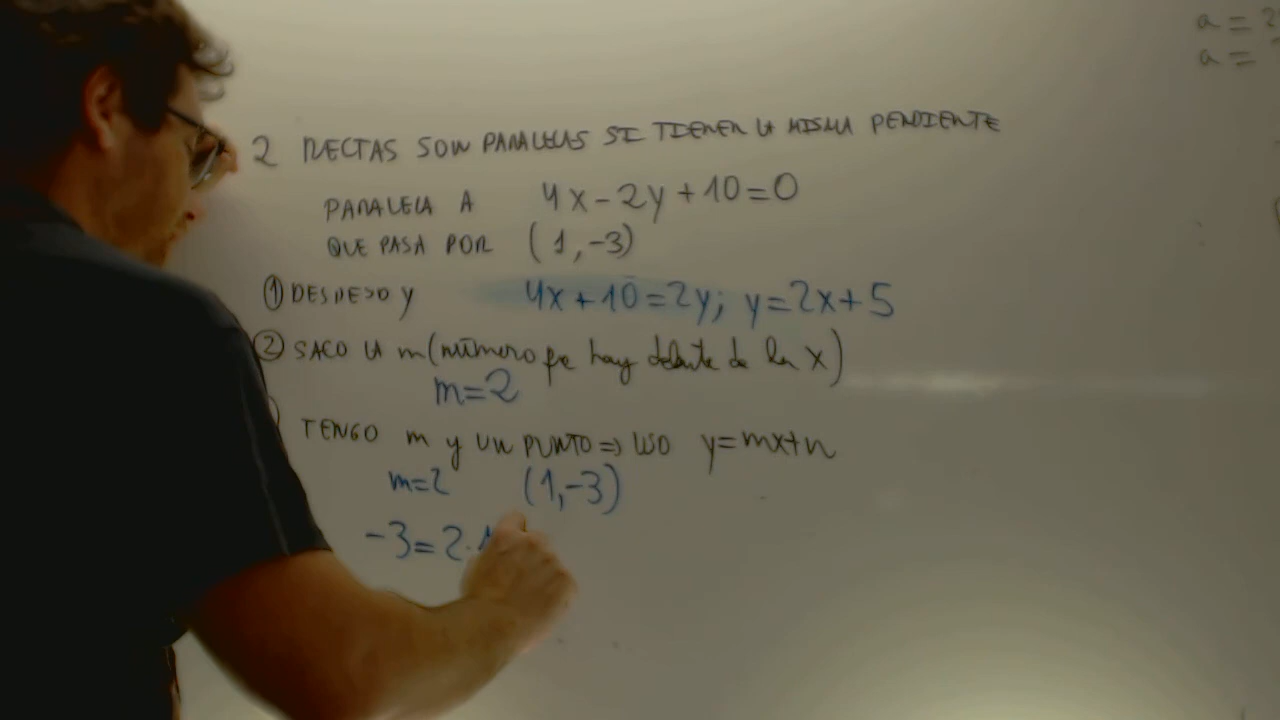 a =
a =
2 RECTAS SON PARALELAS SI TIENEN LA MISMA PENDIENTE
PARALELA A 4x-2y+10=0
QUE PASA POR (1,-3)
① DESPEJO y 4x+10=2y; y=2x+5
② SACO LA m (número que hay delante de la x)
m=2
TENGO m y UN PUNTO => USO y=mx+n
m=2 (1,-3)
-3=2·1